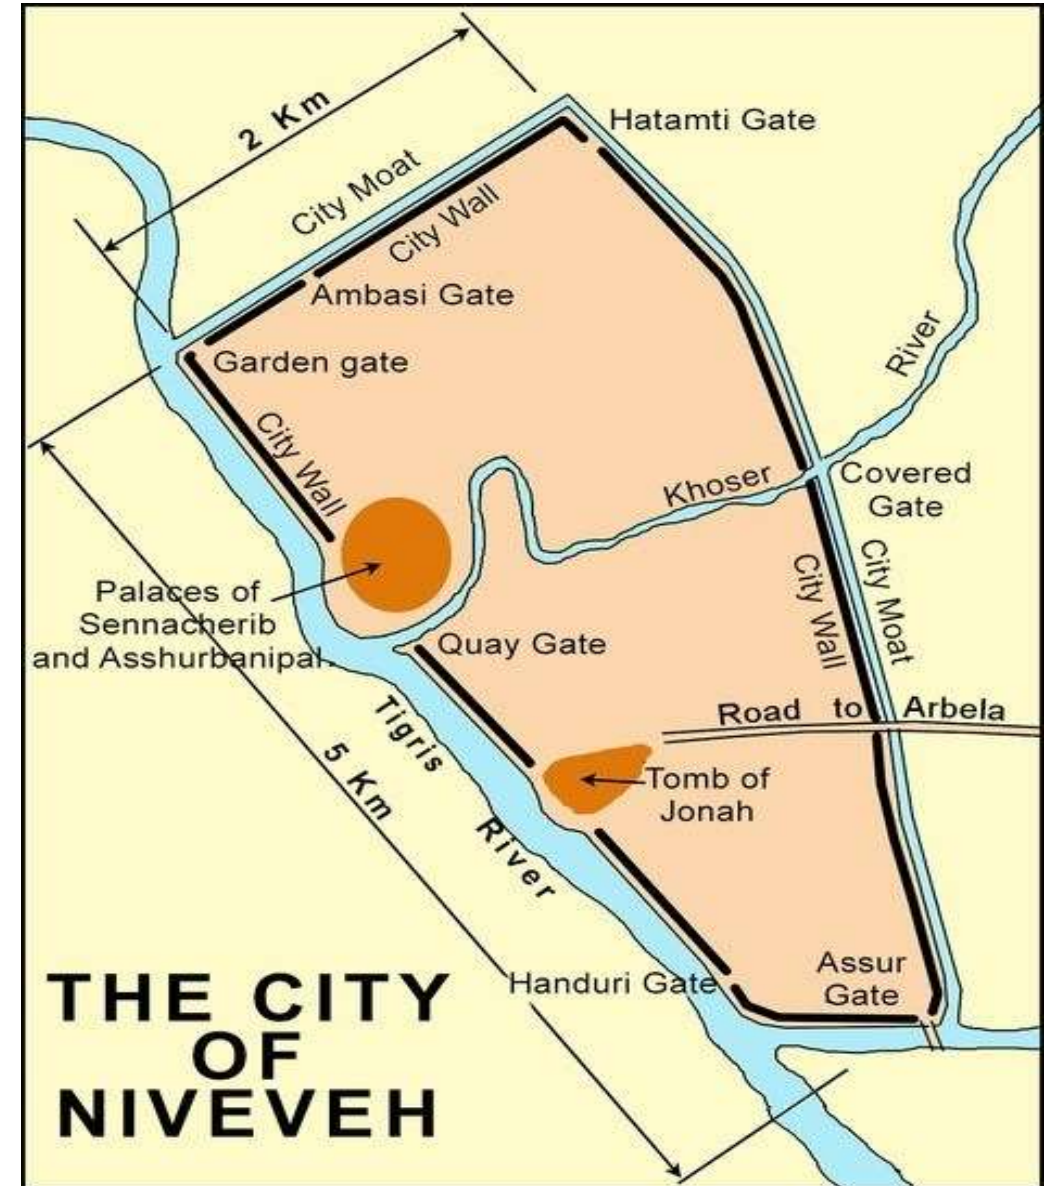 2 Km
Hatamti Gate
City Moat
City Wall
Ambasi Gate
Garden gate
River
City Wall
Khoser
Covered
Gate
Palaces of
Sennacherib
and Asshurbanipal.
City Wall
City Moat
Quay Gate
Tigris
River
5 Km
Road to Arbela
Tomb of
Jonah
Handuri Gate
Assur
Gate
THE CITY
OF
NIVEVEH